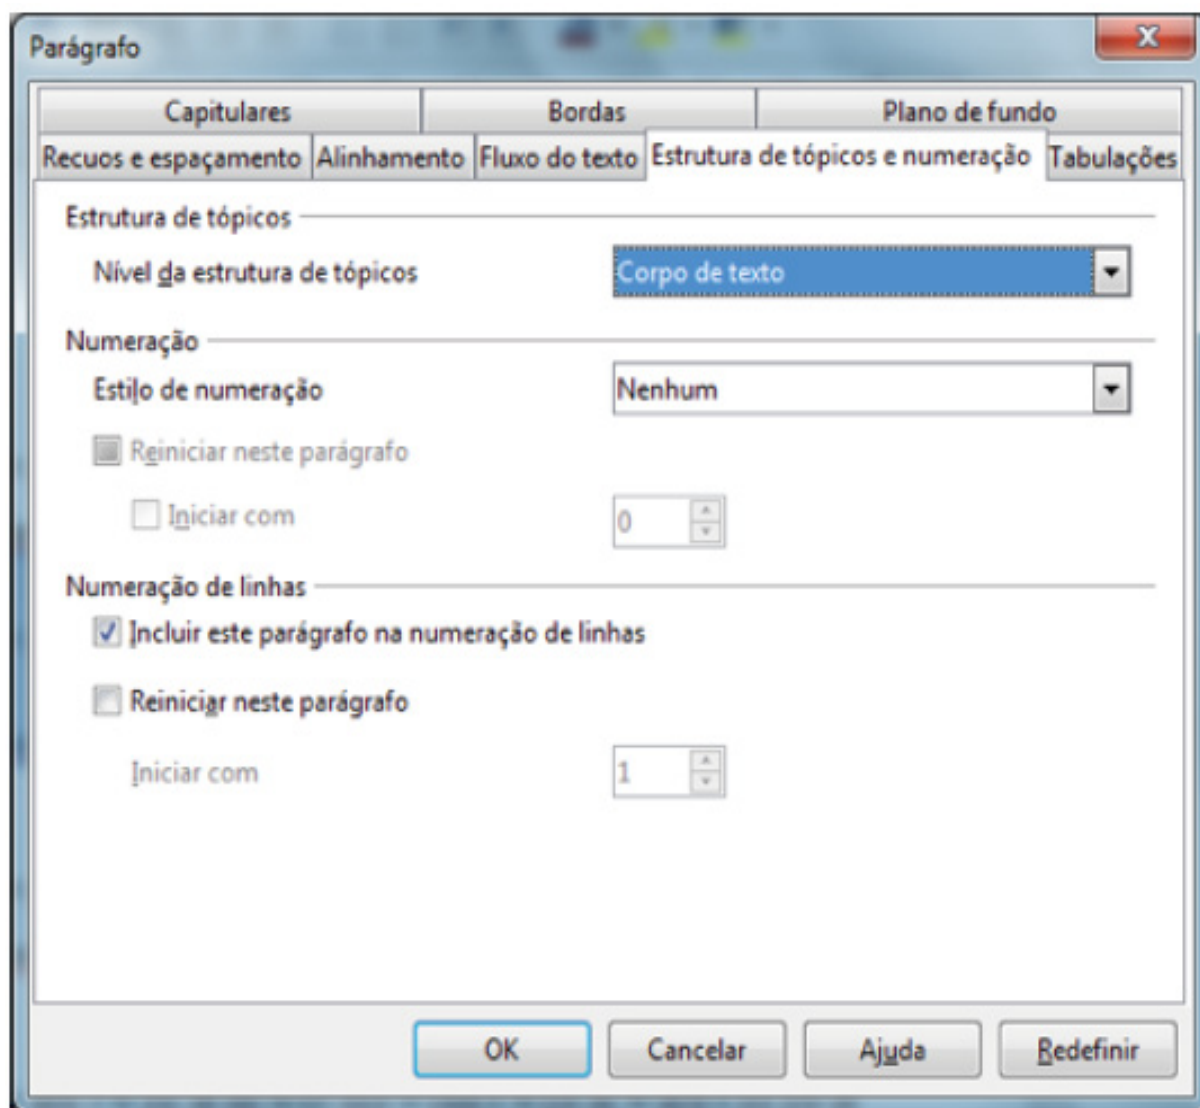 Parágrafo
X
Capitulares Bordas Plano de fundo
Recuos e espaçamento Alinhamento Fluxo do texto Estrutura de tópicos e numeração Tabulações
Estrutura de tópicos
Nível da estrutura de tópicos Corpo de texto
Numeração
Estilo de numeração Nenhum
Reiniciar neste parágrafo
Iniciar com 0
Numeração de linhas
Incluir este parágrafo na numeração de linhas
Reiniciar neste parágrafo
Iniciar com 1
OK Cancelar Ajuda Redefinir